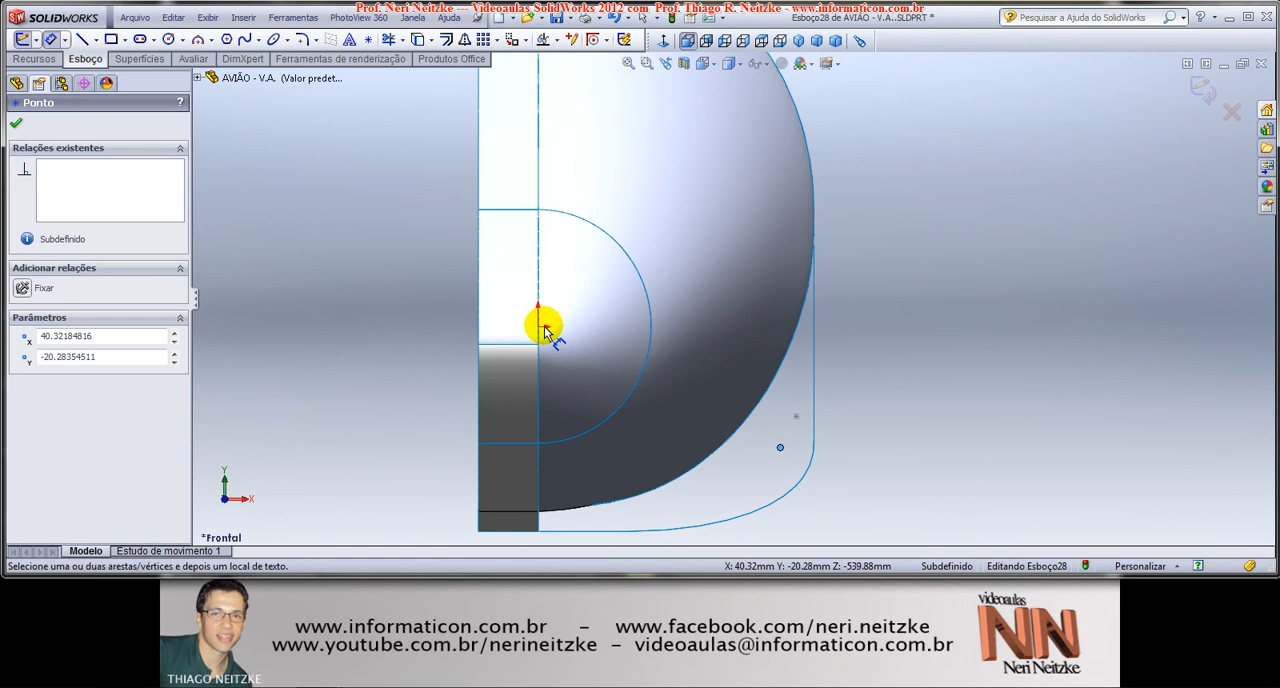 Prof. Neri Neitzke -- Videoaulas SolidWorks 2012 com Prof. Thiago R. Neitzke - www.informaticon.com.br
SOLIDWORKS
Arquivo Editar Exibir Inserir Ferramentas PhotoView 360 Janela Ajuda
Esboço28 de AVIÃO - V.A..SLDPRT *
Pesquisar a Ajuda do SolidWorks
Recursos Esboço Superfícies Avaliar DimXpert Ferramentas de renderização Produtos Office
AVIÃO - V.A. (Valor predet...
Ponto ?
Relações existentes
Subdefinido
Adicionar relações
Fixar
Parâmetros
40.32184816
-20.28354511
Y
X
*Frontal
Modelo Estudo de movimento 1
Selecione uma ou duas arestas/vértices e depois um local de texto.
X: 40.32mm Y: -20.28mm Z: -539.88mm Subdefinido Editando Esboço28 Personalizar
www.informaticon.com.br - www.facebook.com/neri.neitzke
www.youtube.com.br/nerineitzke - videoaulas@informaticon.com.br
THIAGO NEITZKE
videoaulas
NN
Neri Neitzke